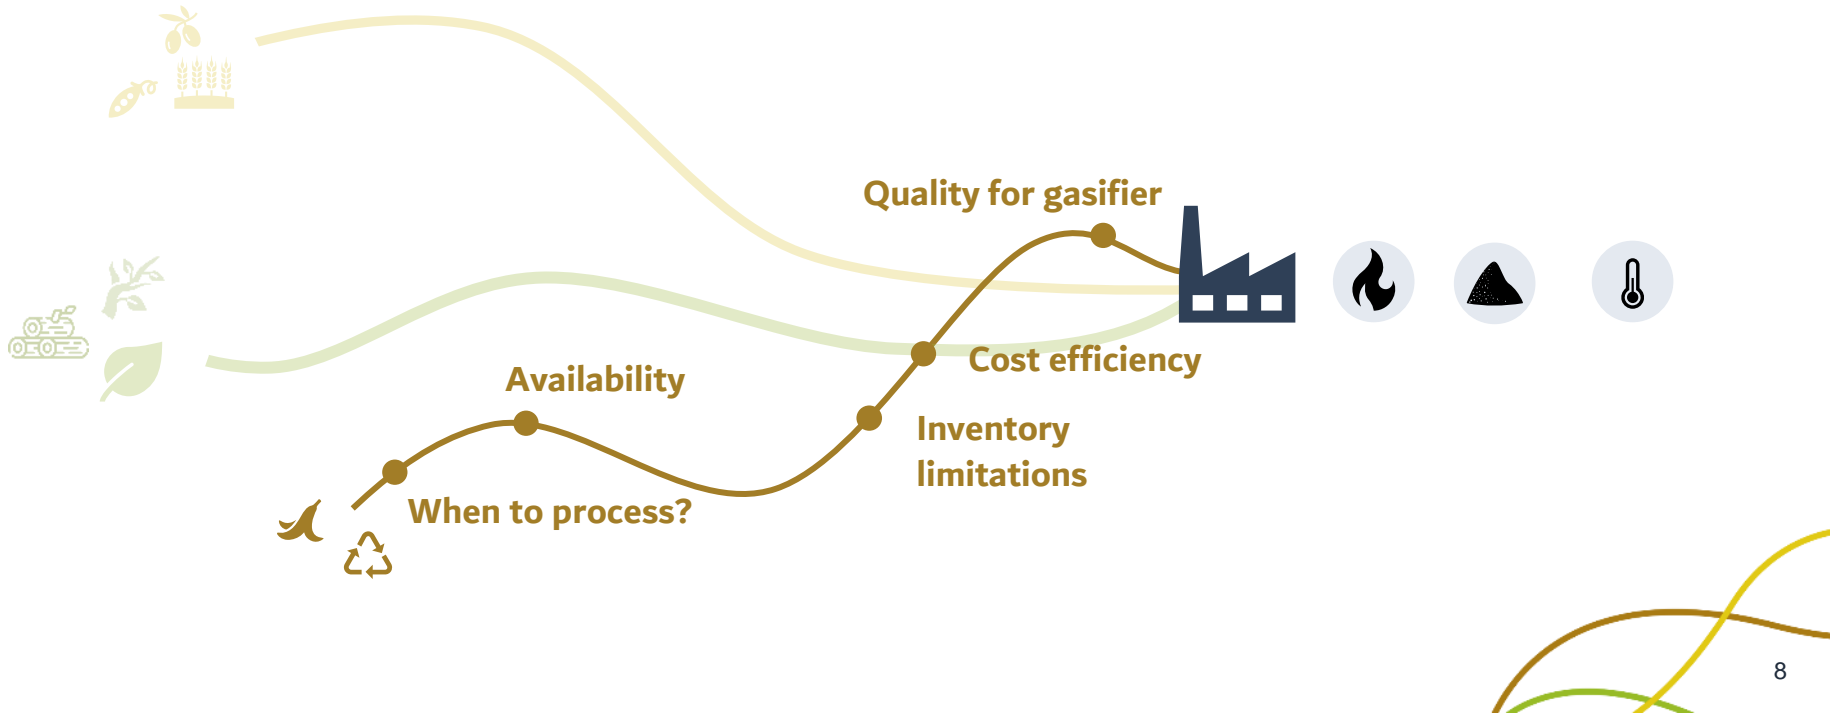 Quality for gasifier
Cost efficiency
Availability
Inventory
limitations
When to process?
8